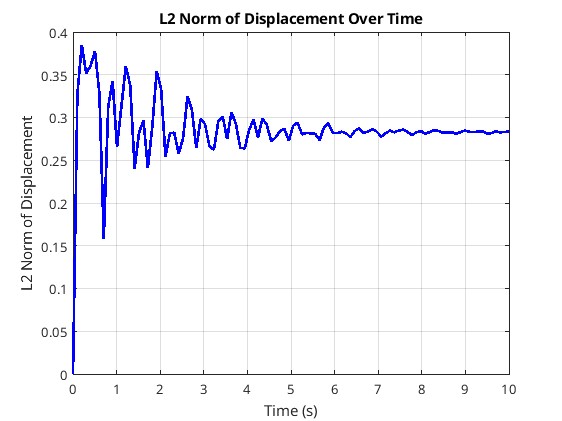 L2 Norm of Displacement Over Time
0.4
0.35
0.3
0.25
0.2
0.15
0.1
0.05
0
L2 Norm of Displacement
0 1 2 3 4 5 6 7 8 9 10
Time (s)